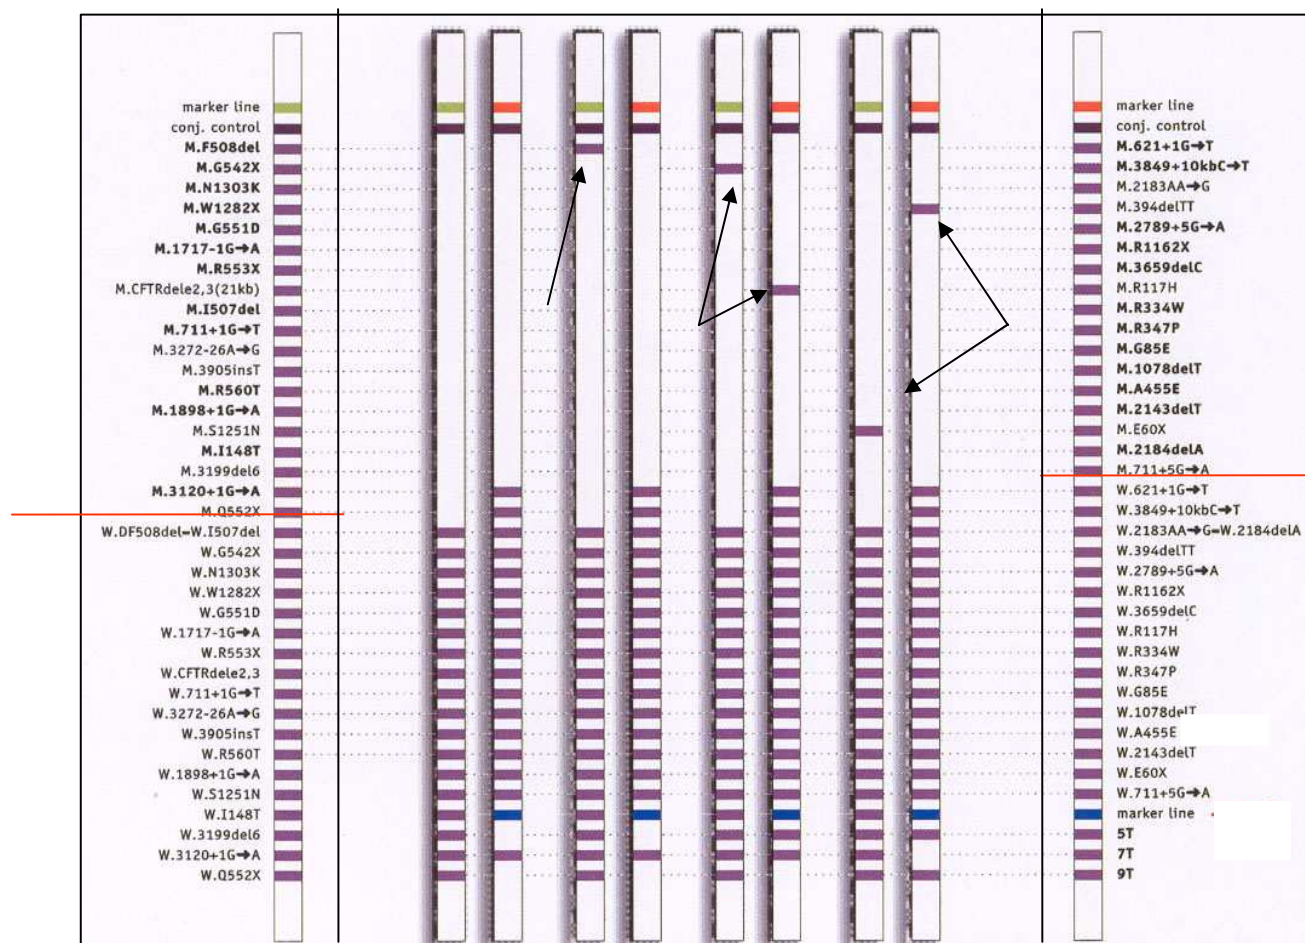 marker line
conj. control
M.F508del
M.G542X
M.N1303K
M.W1282X
M.G551D
M.1717-1G→A
M.R553X
M.CFTRdele2,3(21kb)
M.I507del
M.711+1G→T
M.3272-26A→G
M.3905insT
M.R560T
M.1898+1G→A
M.S1251N
M.I148T
M.3199del6
M.3120+1G→A
M.Q552X
W.DF508del=W.I507del
W.G542X
W.N1303K
W.W1282X
W.G551D
W.1717-1G→A
W.R553X
W.CFTRdele2,3
W.711+1G→T
W.3272-26A→G
W.3905insT
W.R560T
W.1898+1G→A
W.S1251N
W.I148T
W.3199del6
W.3120+1G→A
W.Q552X
marker line
conj. control
M.621+1G→T
M.3849+10kbC→T
M.2183AA→G
M.394delTT
M.2789+5G→A
M.R1162X
M.3659delC
M.R117H
M.R334W
M.R347P
M.G85E
M.1078delT
M.A455E
M.2143delT
M.E60X
M.2184delA
M.711+5G→A
W.621+1G→T
W.3849+10kbC→T
W.2183AA→G=W.2184delA
W.394delTT
W.2789+5G→A
W.R1162X
W.3659delC
W.R117H
W.R334W
W.R347P
W.G85E
W.1078delT
W.A455E
W.2143delT
W.E60X
W.711+5G→A
marker line
5T
7T
9T